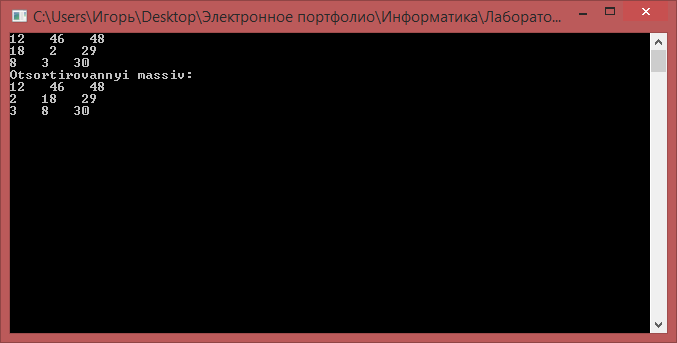 C:\Users\Игорь\Desktop\Электронное портфолио\Информатика\Лаборато...
12   46   48
18   2   29
8   3   30
Otsortirovannyi massiv:
12   46   48
2   18   29
3   8   30